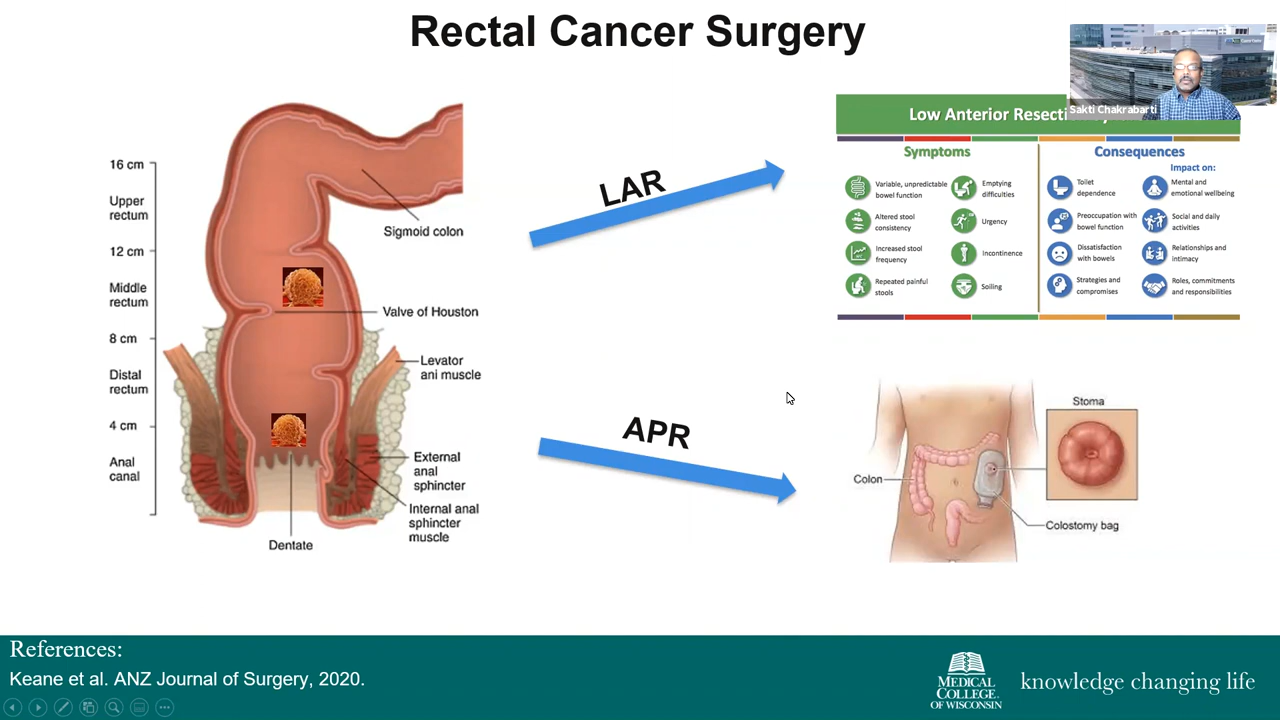 Rectal Cancer Surgery
Sakti Chakrabarti
16 cm
Upper
rectum
12 cm
Middle
rectum
8 cm
Distal
rectum
4 cm
Anal
canal
Sigmoid colon
Valve of Houston
Levator
ani muscle
External
anal
sphincter
Internal anal
sphincter
muscle
Dentate
LAR
APR
Low Anterior Resecti
Symptoms
Variable, unpredictable
bowel function
Altered stool
consistency
Increased stool
frequency
Repeated painful
stools
Emptying
difficulties
Urgency
Incontinence
Soiling
Consequences
Impact on:
Toilet
dependence
Preoccupation with
bowel function
Dissatisfaction
with bowels
Strategies and
compromises
Mental and
emotional wellbeing
Social and daily
activities
Relationships and
intimacy
Roles, commitments
and responsibilities
Stoma
Colon
Colostomy bag
References:
Keane et al. ANZ Journal of Surgery, 2020.
MEDICAL
COLLEGE
OF WISCONSIN
knowledge changing life